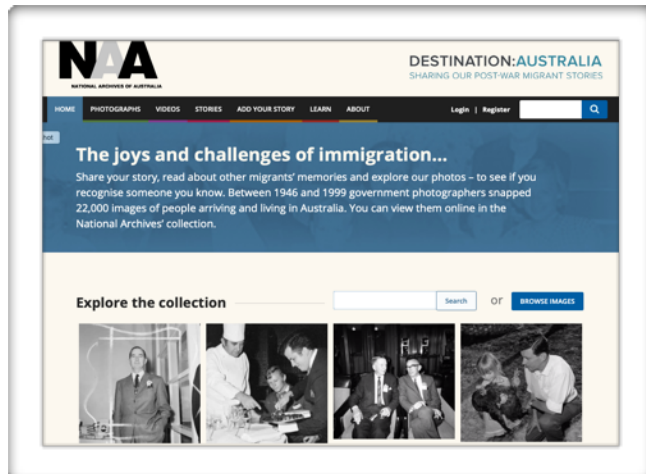 NAA
NATIONAL ARCHIVES OF AUSTRALIA
DESTINATION:AUSTRALIA
SHARING OUR POST-WAR MIGRANT STORIES
HOME PHOTOGRAPHS VIDEOS STORIES ADD YOUR STORY LEARN ABOUT Login | Register
hot
The joys and challenges of immigration...
Share your story, read about other migrants' memories and explore our photos – to see if you
recognise someone you know. Between 1946 and 1999 government photographers snapped
22,000 images of people arriving and living in Australia. You can view them online in the
National Archives' collection.
Explore the collection Search or BROWSE IMAGES